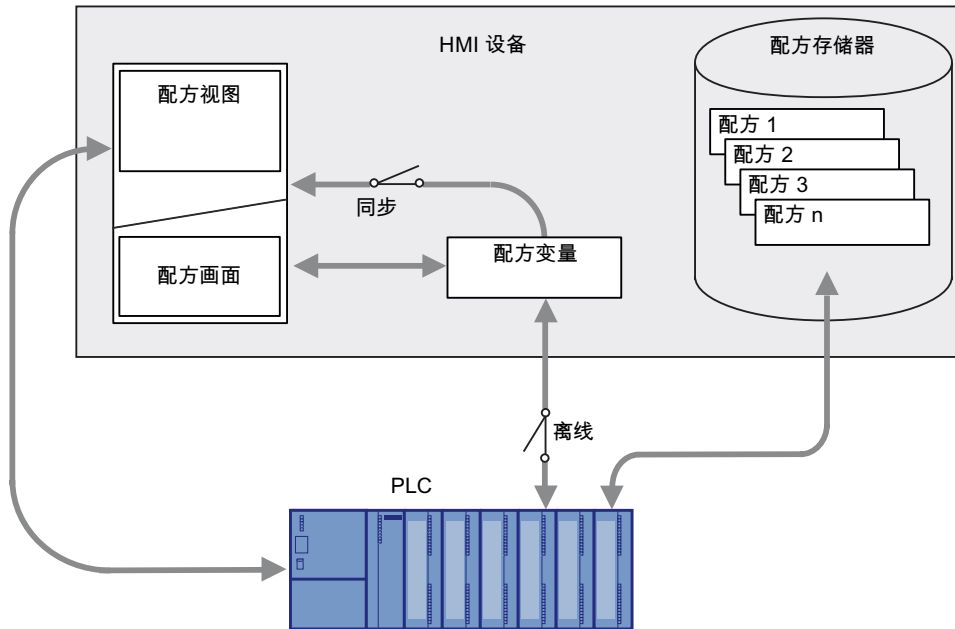 HMI 设备
配方存储器
配方视图
配方 1
配方 2
配方 3
配方 n
同步
配方变量
配方画面
离线
PLC